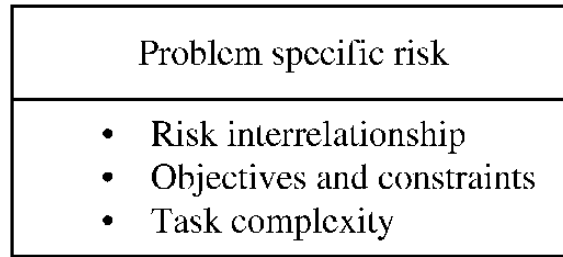 Problem specific risk
• Risk interrelationship
• Objectives and constraints
• Task complexity